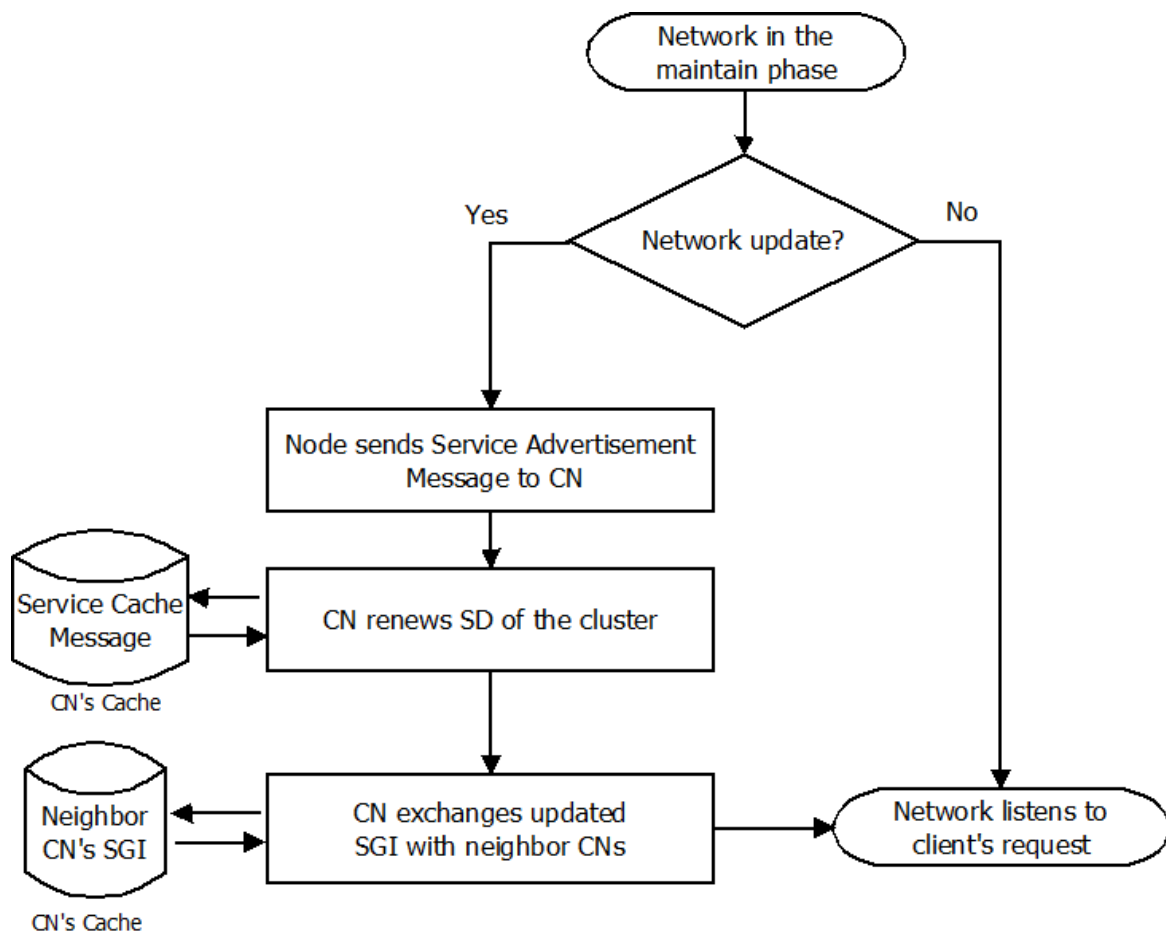 Network in the
maintain phase
Yes
No
Network update?
Node sends Service Advertisement
Message to CN
Service Cache
Message
CN renews SD of the cluster
CN's Cache
Neighbor
CN's SGI
CN exchanges updated
SGI with neighbor CNs
Network listens to
client's request
CN's Cache